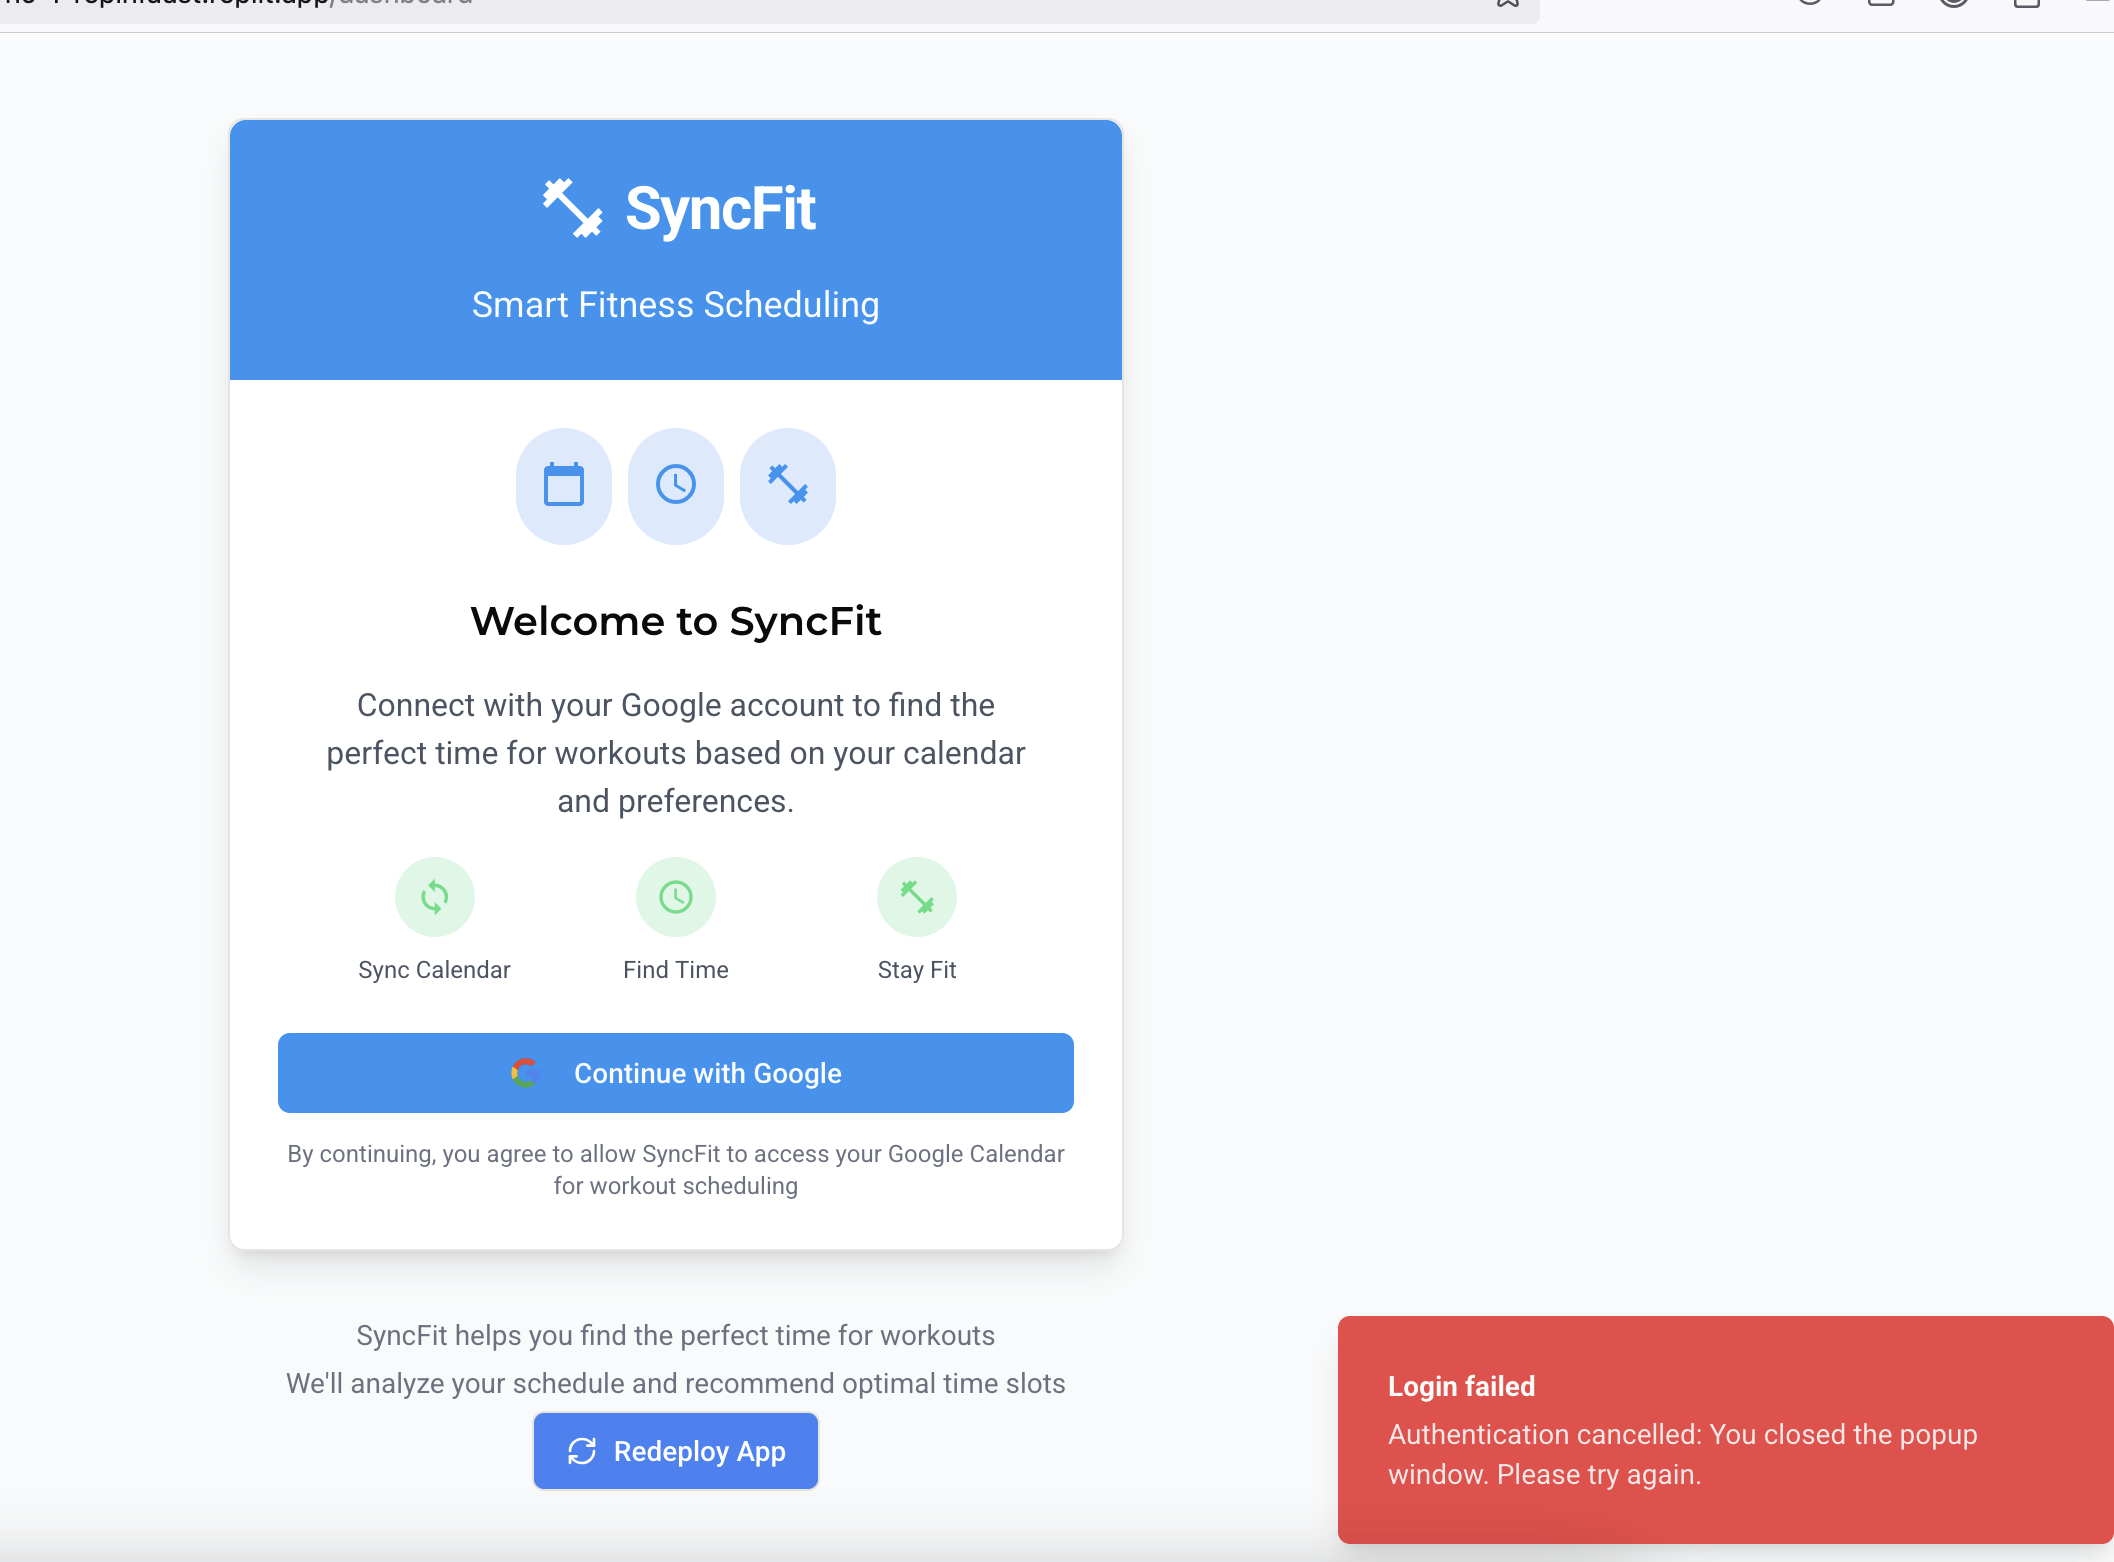 /dashboard
SyncFit
Smart Fitness Scheduling
Welcome to SyncFit
Connect with your Google account to find the
perfect time for workouts based on your calendar
and preferences.
Sync Calendar
Find Time
Stay Fit
Continue with Google
By continuing, you agree to allow SyncFit to access your Google Calendar
for workout scheduling
SyncFit helps you find the perfect time for workouts
We'll analyze your schedule and recommend optimal time slots
Redeploy App
Login failed
Authentication cancelled: You closed the popup
window. Please try again.